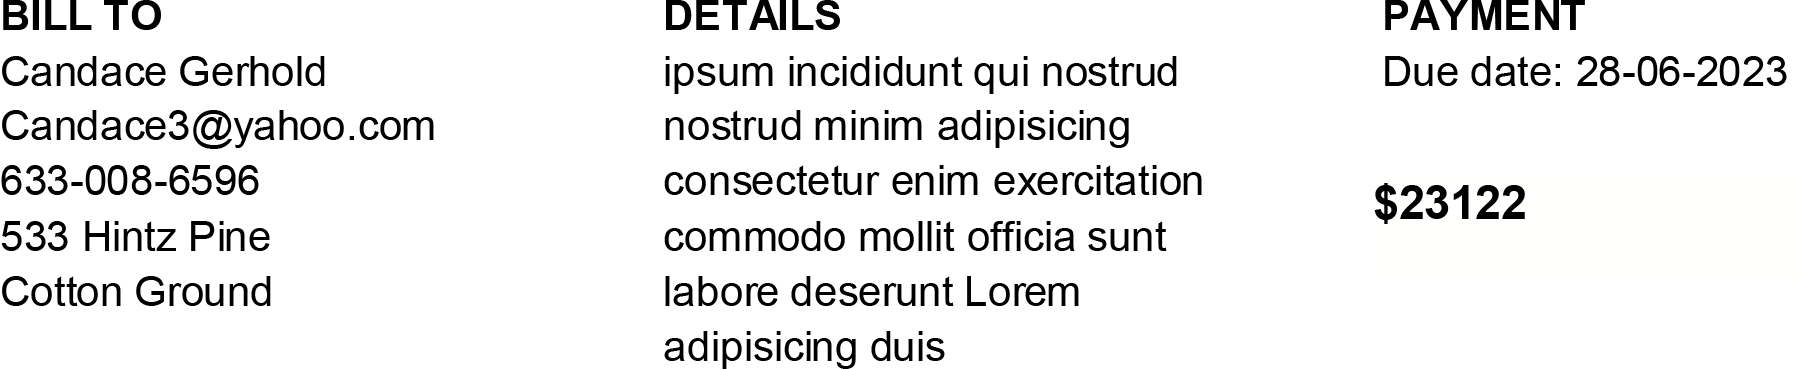 BILL TO
Candace Gerhold
Candace3@yahoo.com
633-008-6596
533 Hintz Pine
Cotton Ground
DETAILS
ipsum incididunt qui nostrud
nostrud minim adipisicing
consectetur enim exercitation
commodo mollit officia sunt
labore deserunt Lorem
adipisicing duis
PAYMENT
Due date: 28-06-2023
$23122